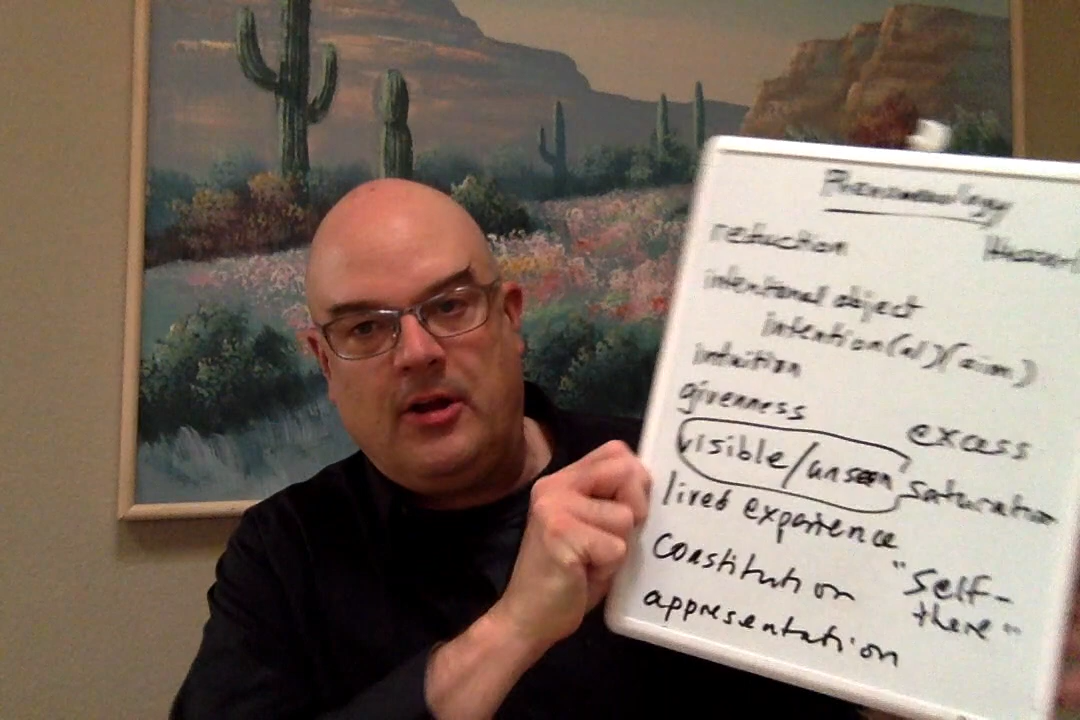 Phenomenology
reduction Husserl
intentional object
intention(al)(aim)
intuition
givenness
excess
visible/unseen
saturation
lived experience
constitution
"self-
there"
appresentation